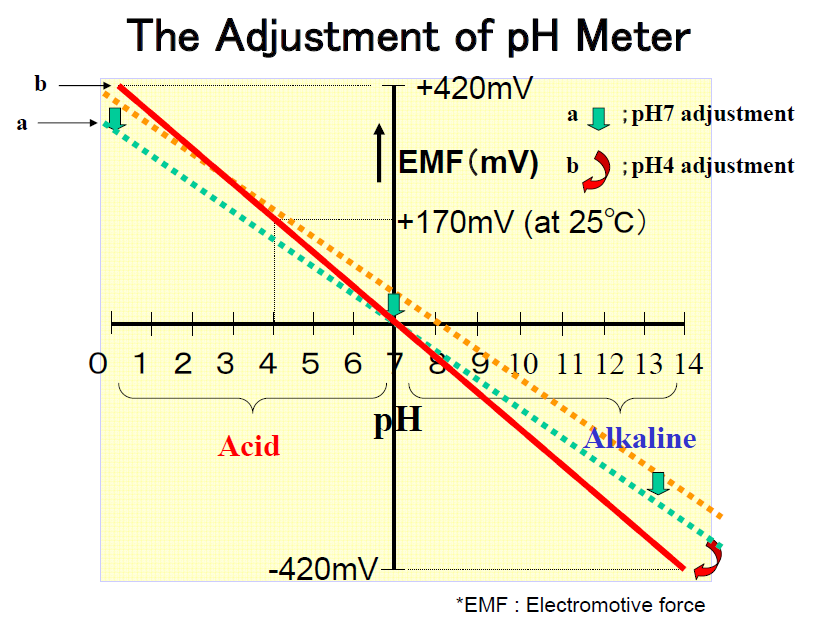 The Adjustment of pH Meter
b
+420mV
a
a ;pH7 adjustment
EMF(mV)
b ;pH4 adjustment
+170mV (at 25℃)
0 1 2 3 4 5 6 7 8 9 10 11 12 13 14
pH
Acid
Alkaline
-420mV
*EMF : Electromotive force